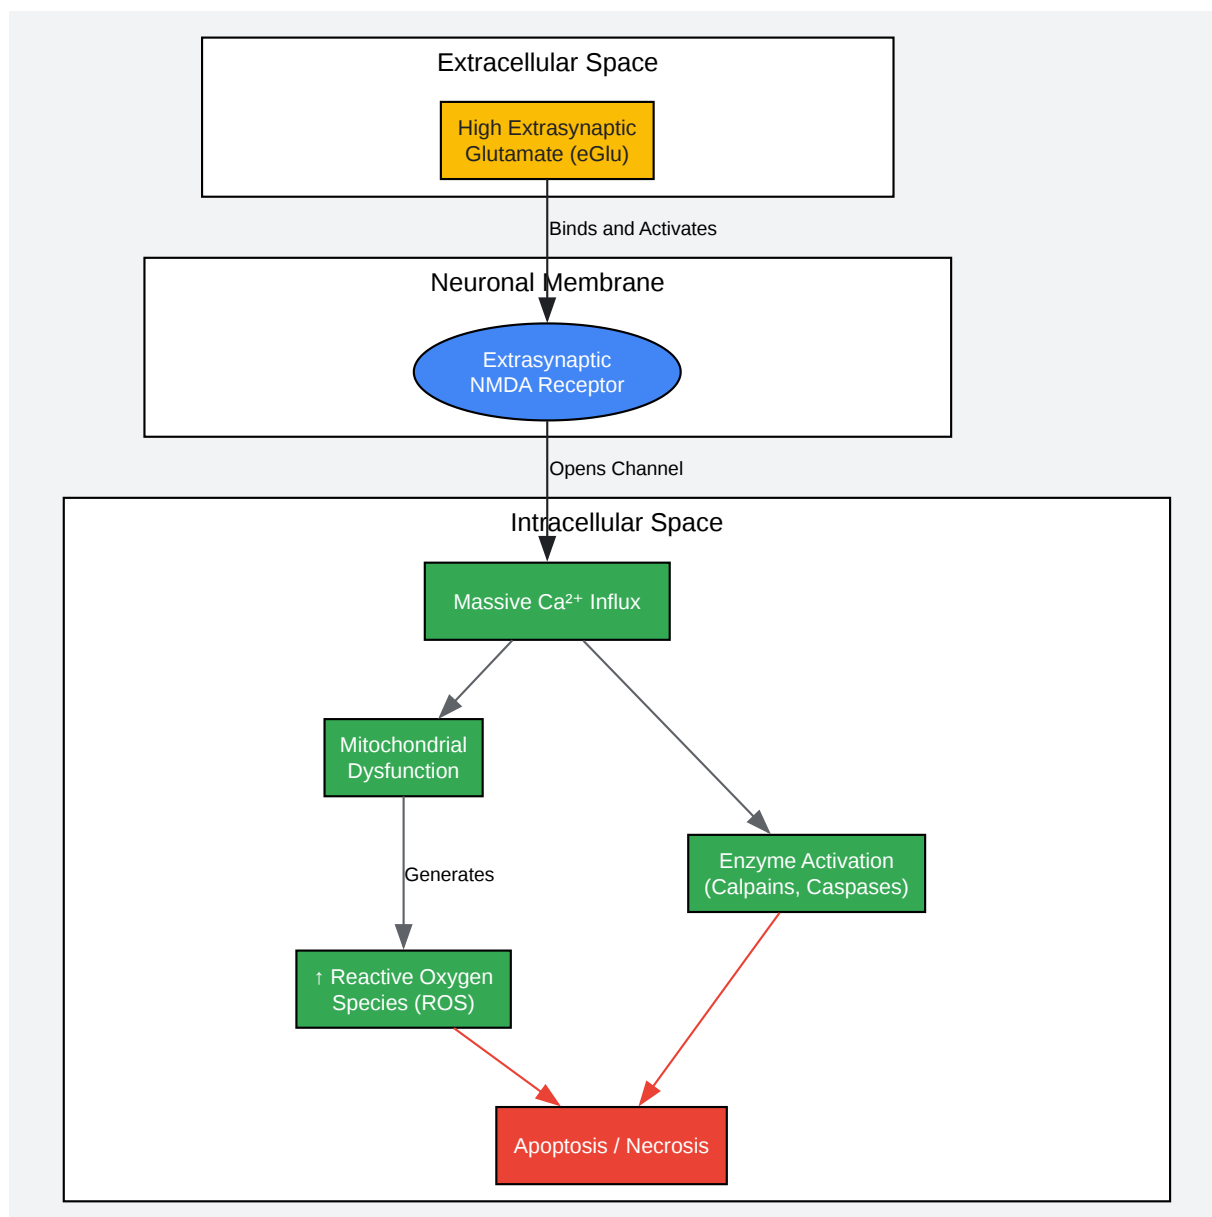 Extracellular Space
High Extrasynaptic
Glutamate (eGlu)
Binds and Activates
Neuronal Membrane
Extrasynaptic
NMDA Receptor
Opens Channel
Intracellular Space
Massive Ca²⁺ Influx
Mitochondrial
Dysfunction
Enzyme Activation
(Calpains, Caspases)
Generates
↑ Reactive Oxygen
Species (ROS)
Apoptosis / Necrosis